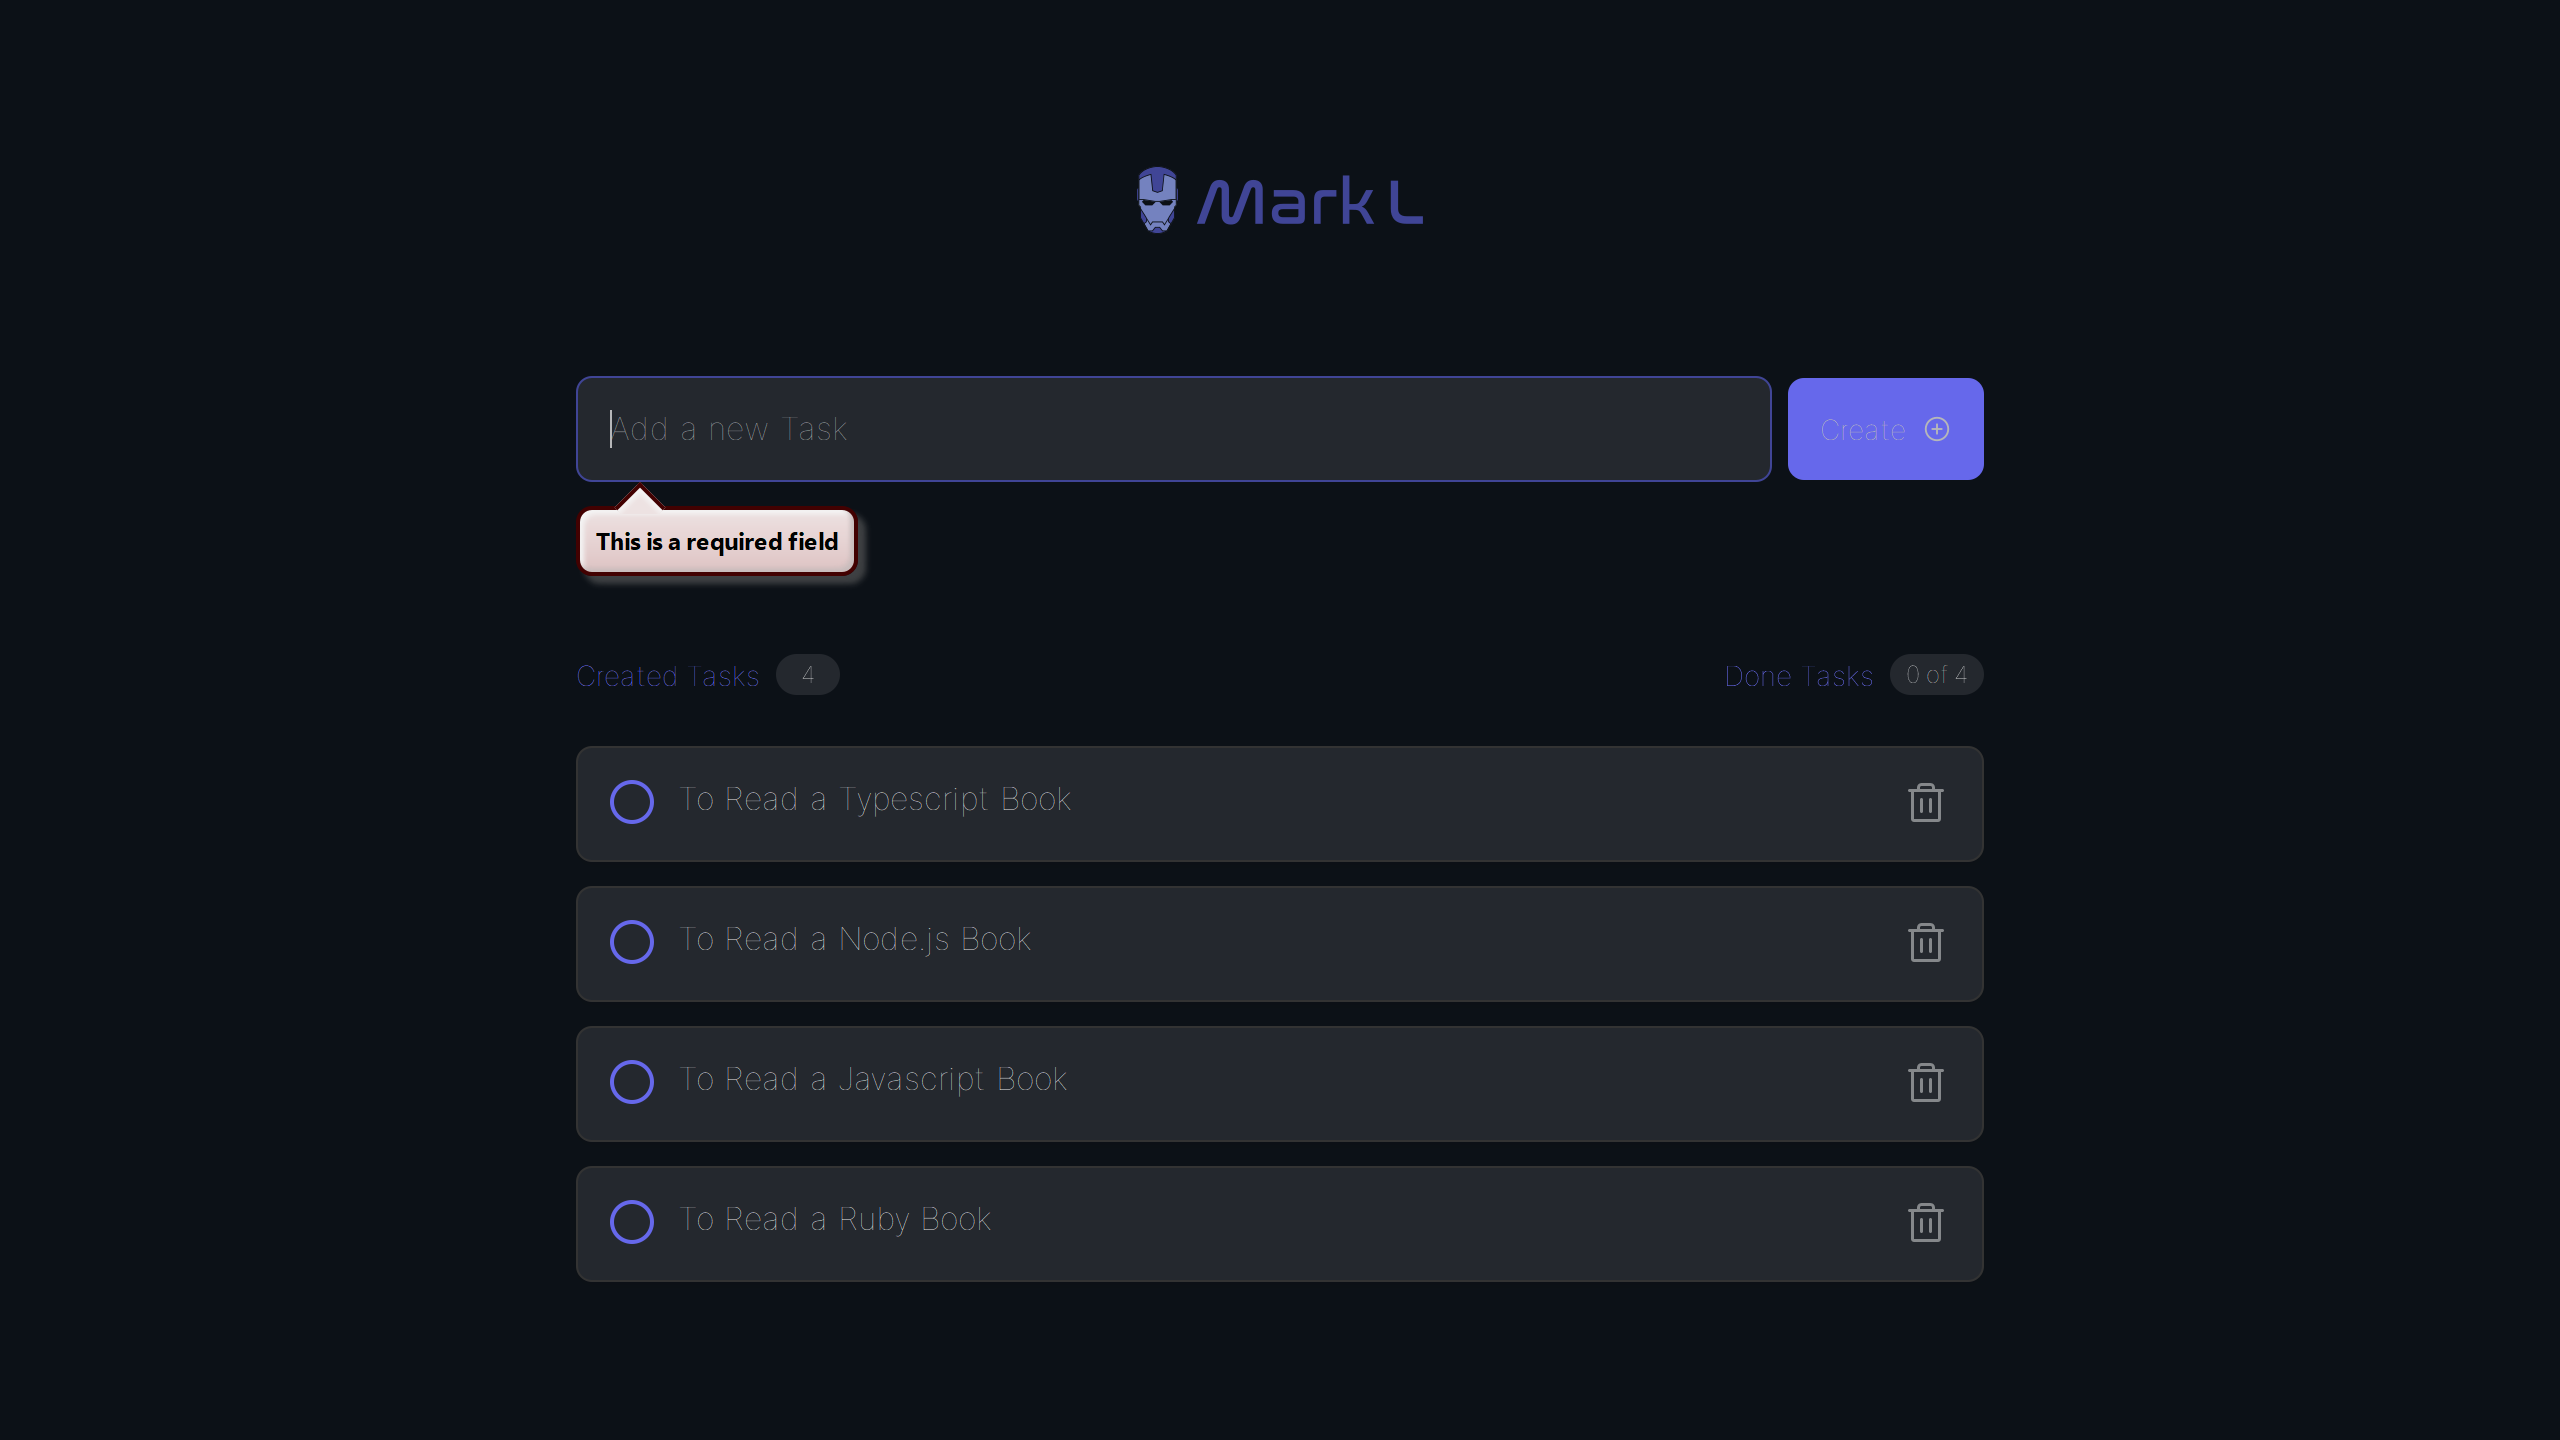 Mark L
Add a new Task
Create
This is a required field
Created Tasks 4
Done Tasks 0 of 4
To Read a Typescript Book
To Read a Node.js Book
To Read a Javascript Book
To Read a Ruby Book